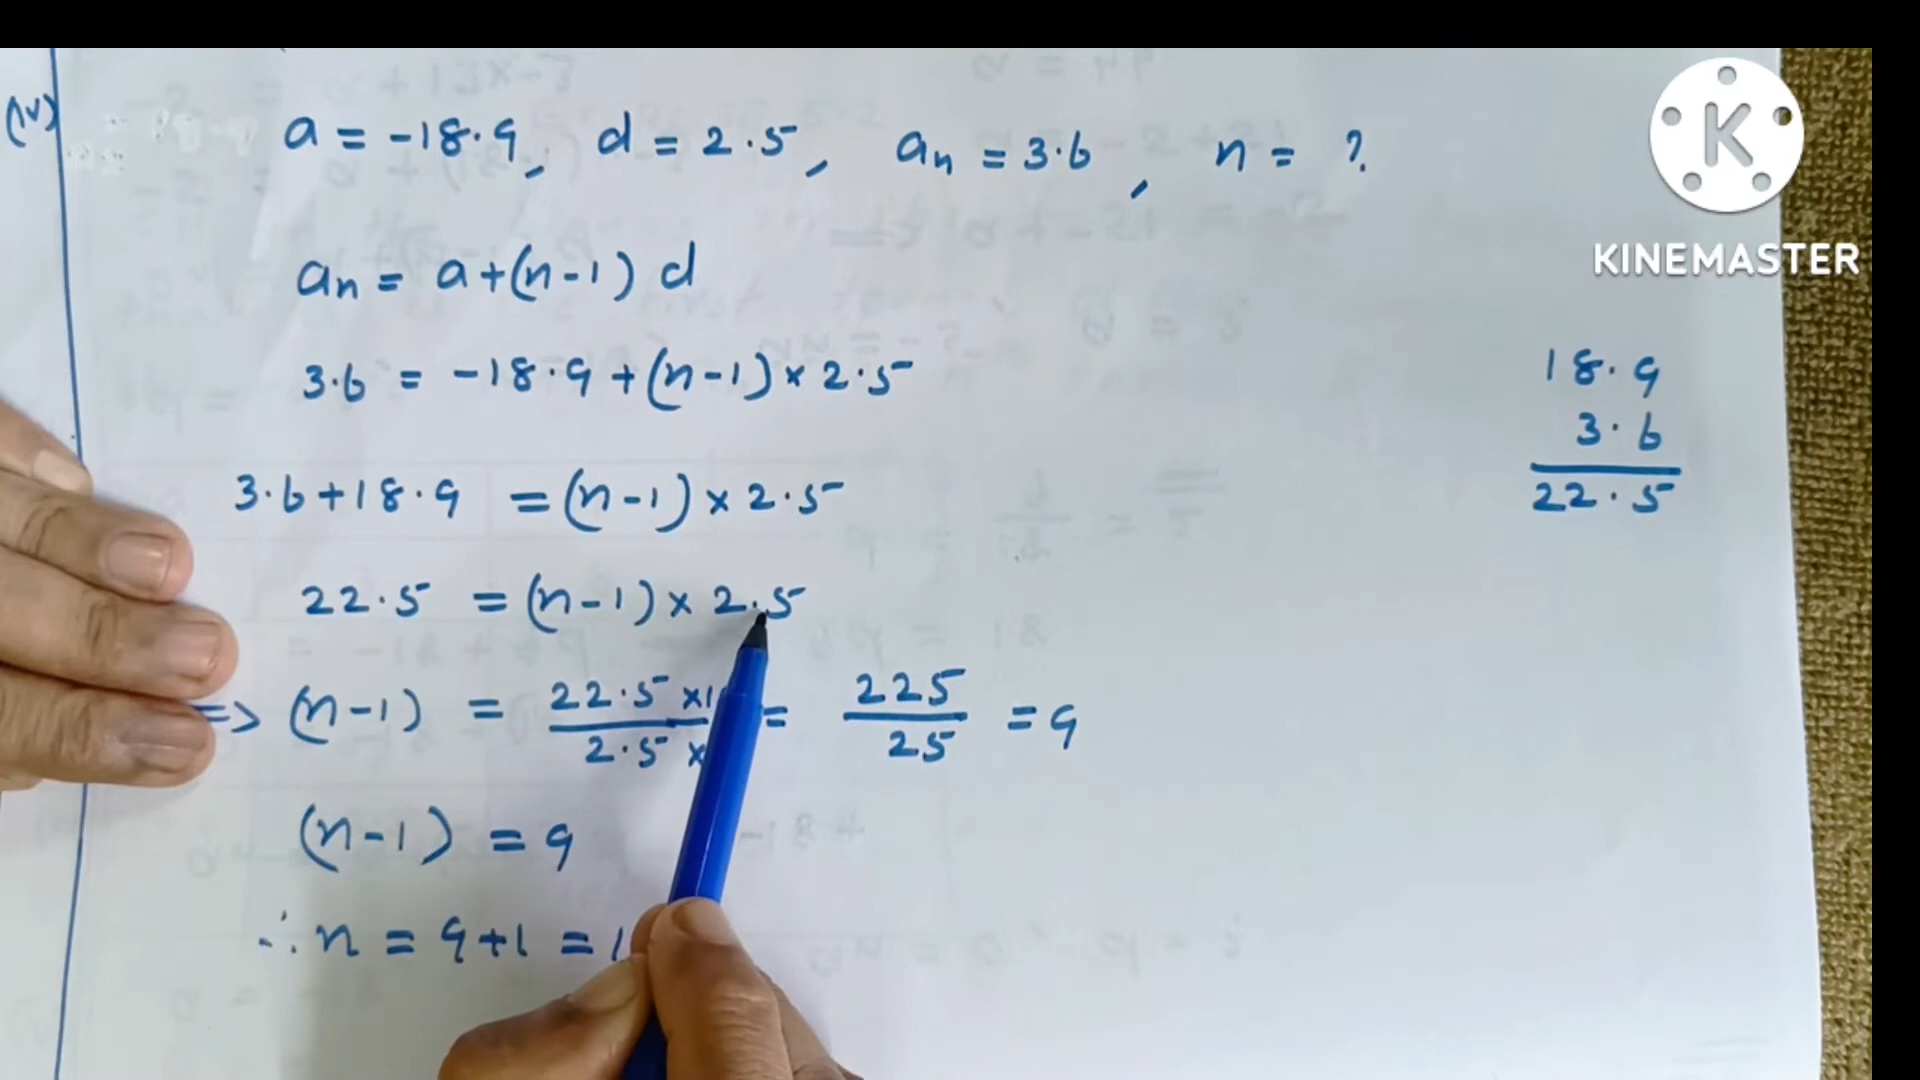 (iv) a = -18.9, d = 2.5, an = 3.6, n = ?
an = a+(n-1) d
3.6 = -18.9 +(n-1)× 2.5
3.6+18.9 =(n-1)× 2.5
22.5 =(n-1)× 2.5
=> (n-1) = 22.5 ×1 / 2.5 × = 225 / 25 = 9
(n-1) = 9
∴ n = 9+1 = 1
K
KINEMASTER
18.9
3.6
22.5